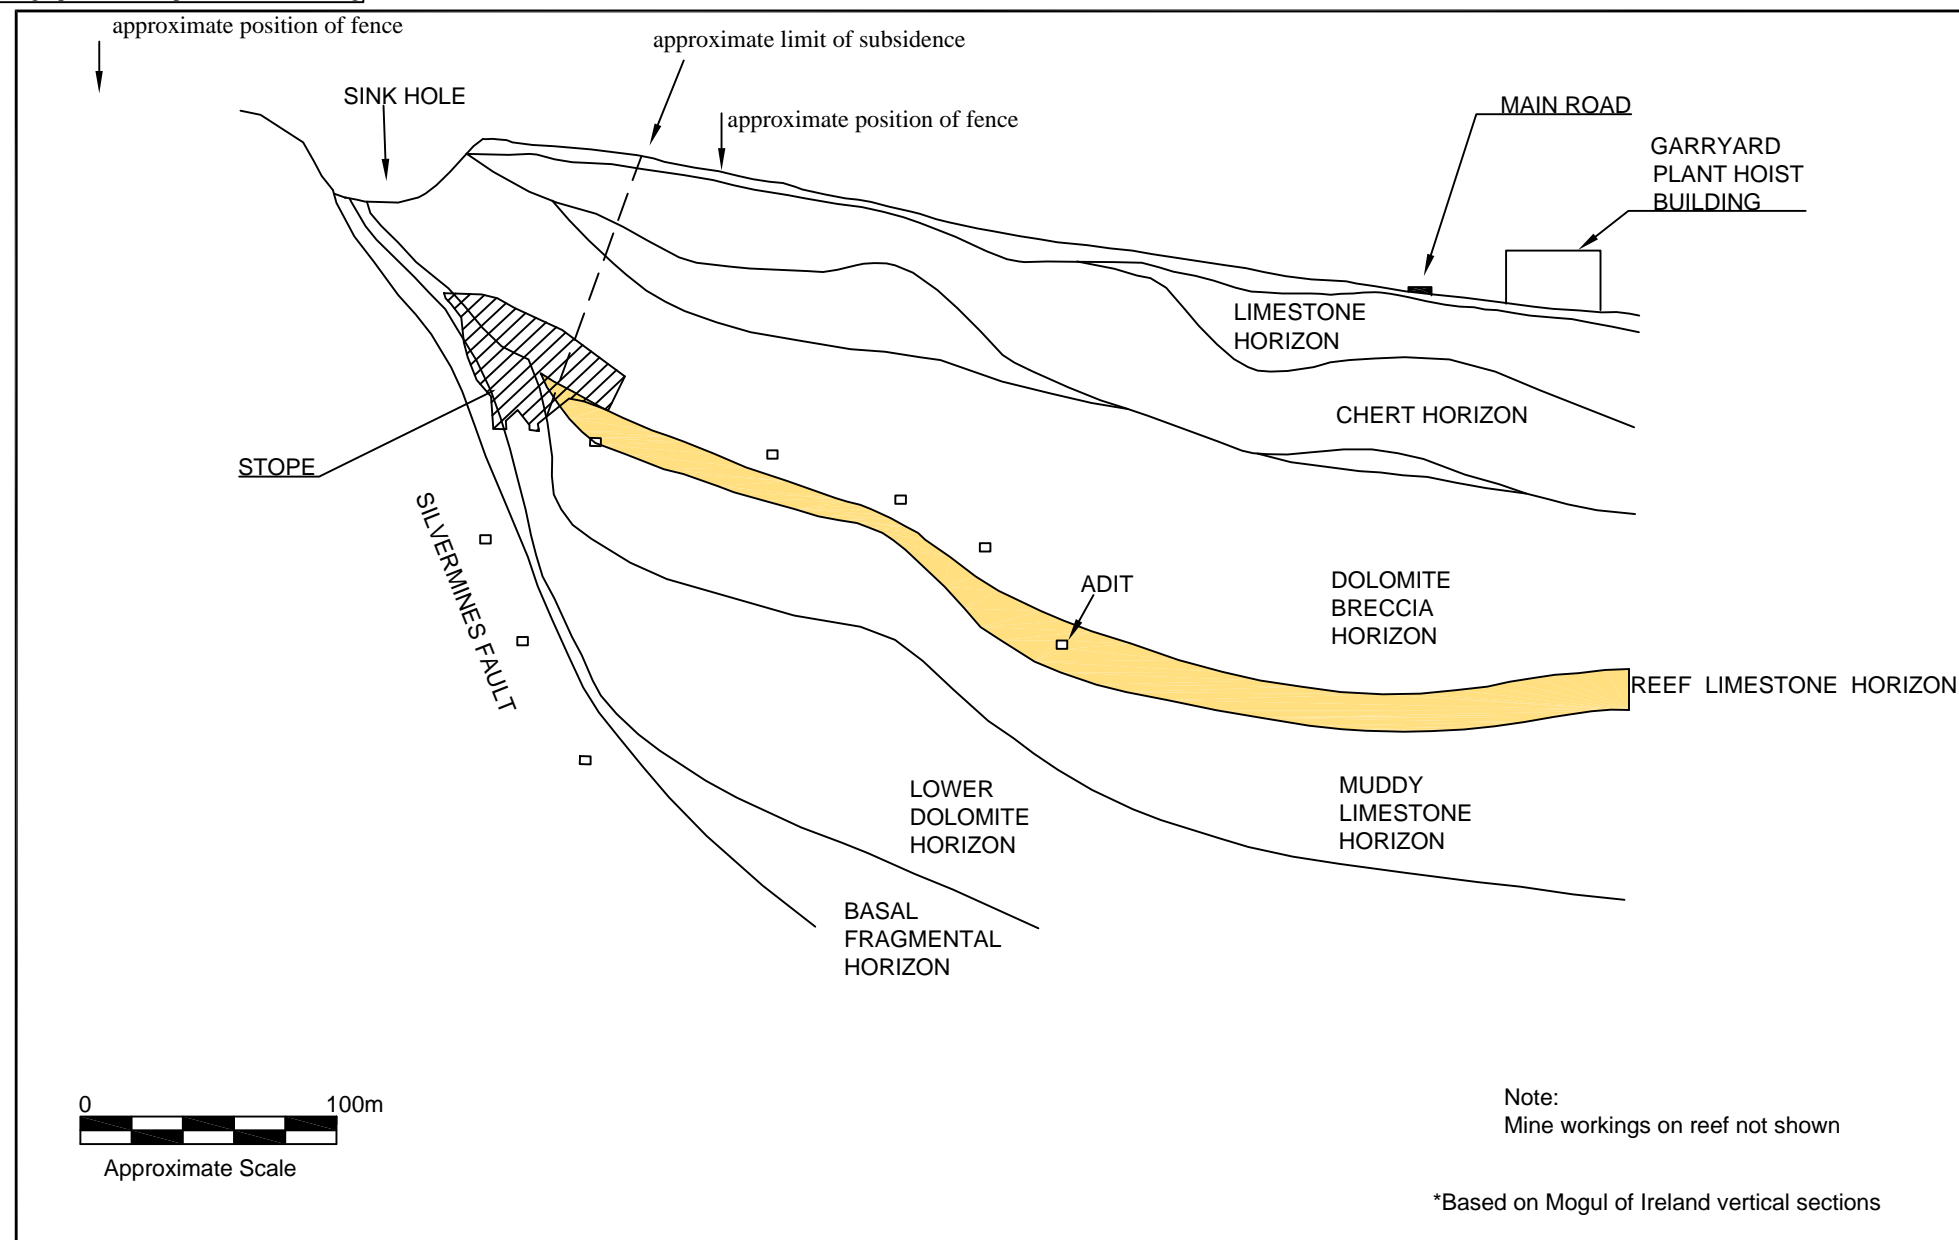 approximate position of fence
approximate limit of subsidence
SINK HOLE
approximate position of fence
MAIN ROAD
GARRYARD
PLANT HOIST
BUILDING
LIMESTONE
HORIZON
CHERT HORIZON
STOPE
SILVERMINES FAULT
ADIT
DOLOMITE
BRECCIA
HORIZON
REEF LIMESTONE HORIZON
MUDDY
LIMESTONE
HORIZON
LOWER
DOLOMITE
HORIZON
BASAL
FRAGMENTAL
HORIZON
0 100m
Approximate Scale
Note:
Mine workings on reef not shown
*Based on Mogul of Ireland vertical sections